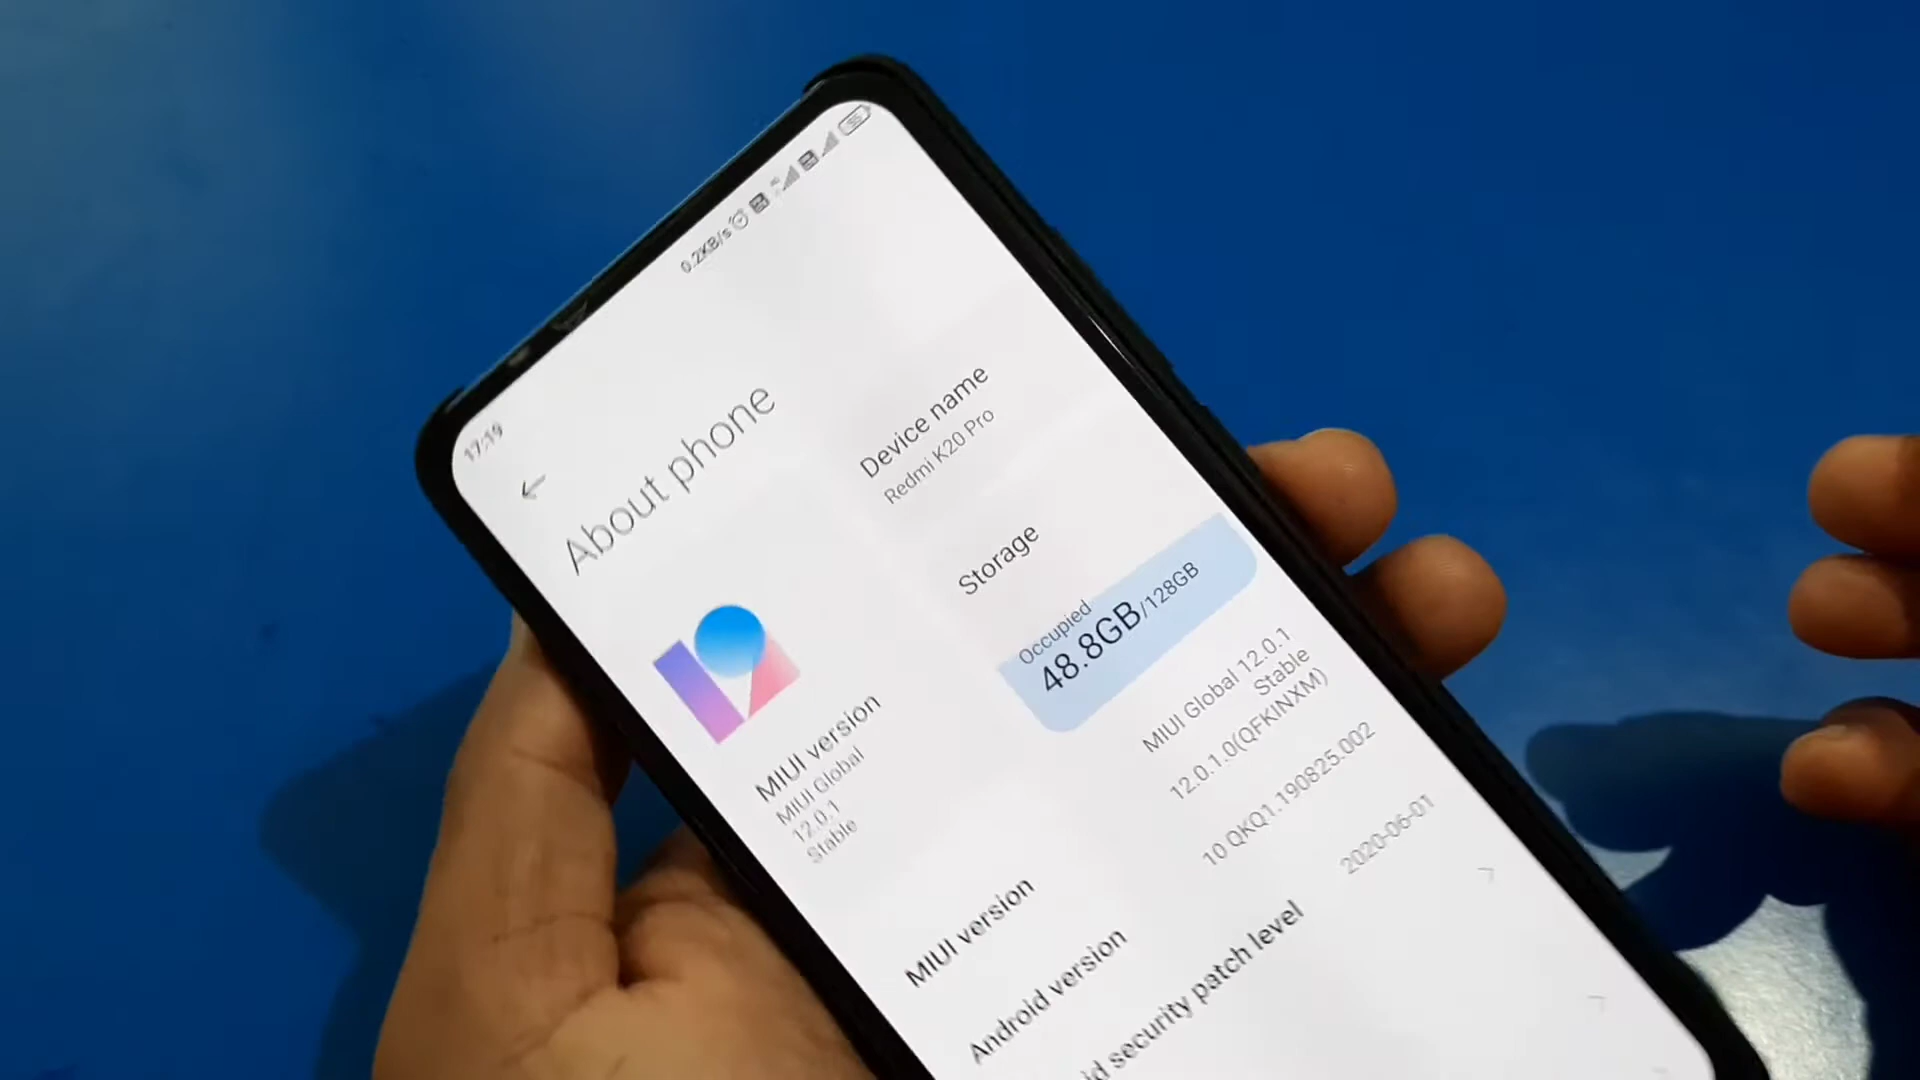 17:19
0.2KB/s
About phone
MIUI version
MIUI Global
12.0.1
Stable
Device name
Redmi K20 Pro
Storage
Occupied
48.8GB/128GB
MIUI version
MIUI Global 12.0.1
Stable
12.0.1.0(QFKINXM)
Android version
10 QKQ1.190825.002
id security patch level
2020-06-01